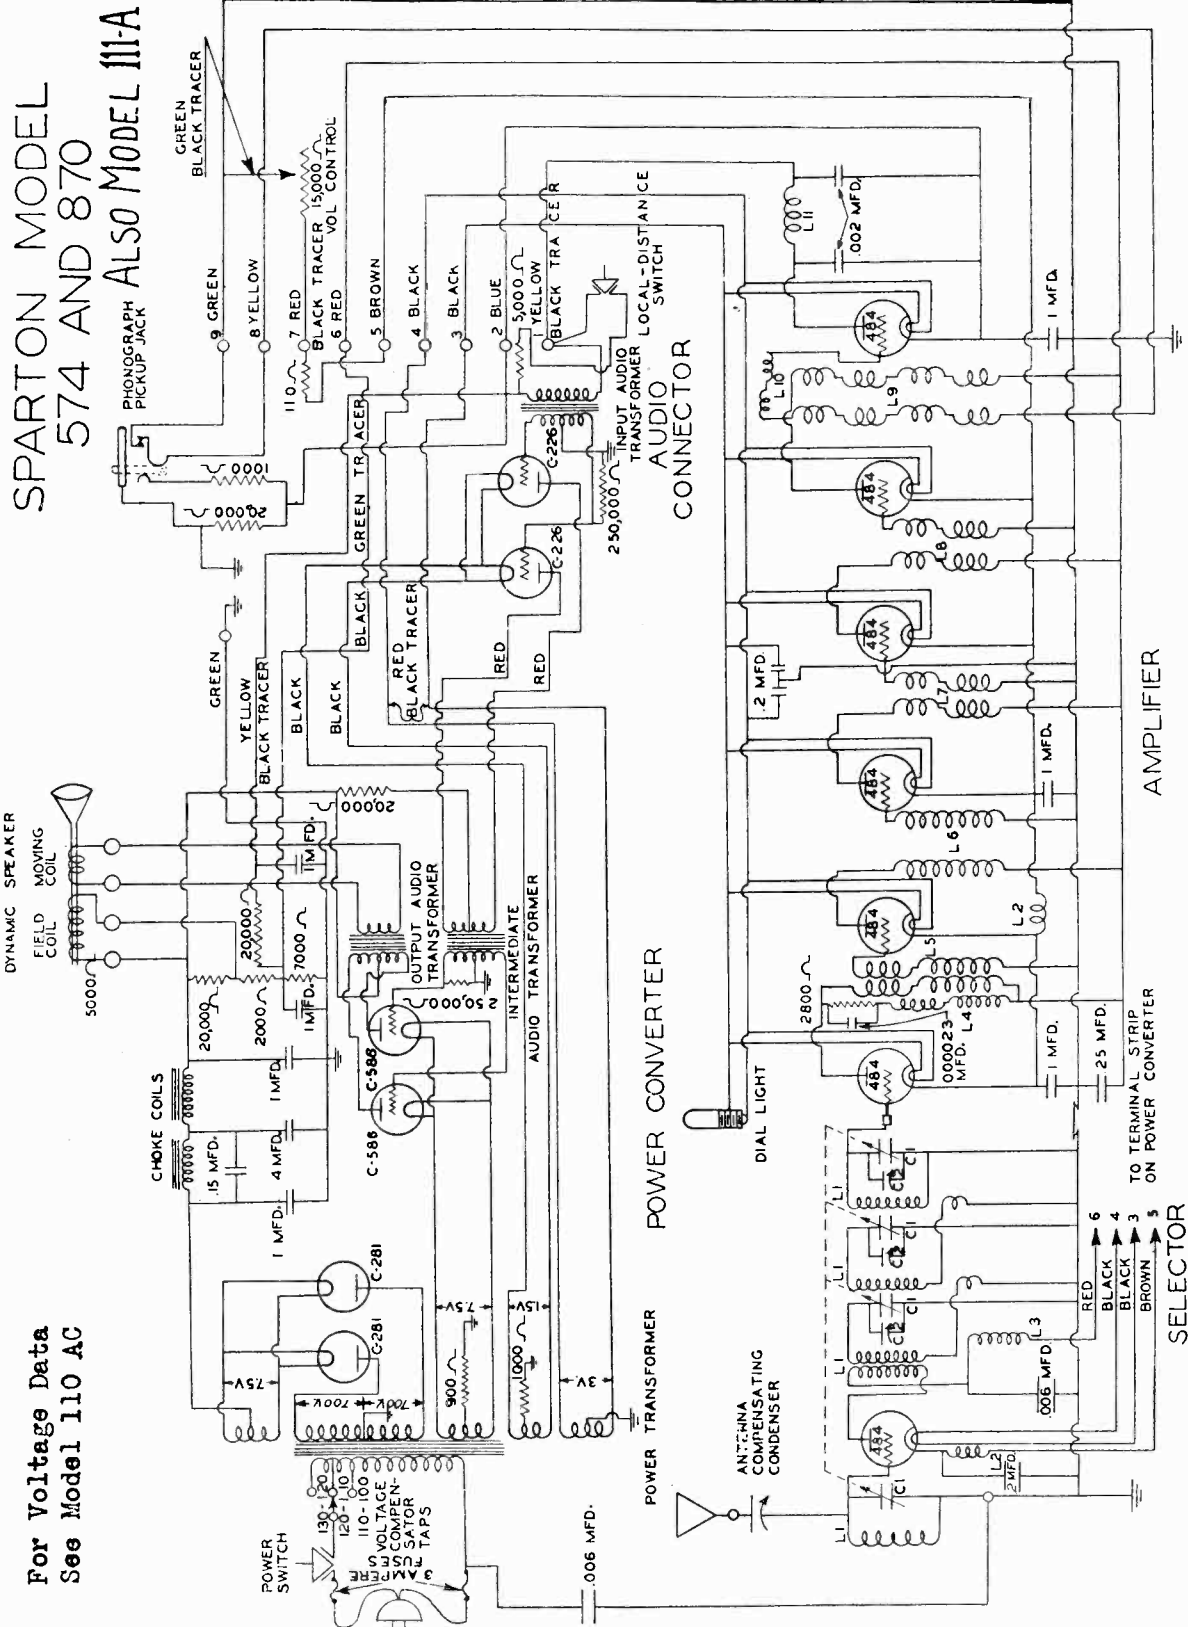 SPARTON MODEL
574 AND 870
ALSO MODEL 111-A
For Voltage Data
See Model 110 AC
DYNAMIC SPEAKER
FIELD
COIL
MOVING
COIL
5000
PHONOGRAPH
PICKUP JACK
20,000
1000
GREEN
BLACK TRACER
9 GREEN
8 YELLOW
7 RED
BLACK TRACER
15,000
VOL CONTROL
6 RED
5 BROWN
4 BLACK
3 BLACK
2 BLUE
5,000
YELLOW
1
BLACK TRACER
LOCAL-DISTANCE
SWITCH
110
INPUT AUDIO
TRANSFORMER
AUDIO
CONNECTOR
C-226
C-226
250,000
GREEN
YELLOW
BLACK TRACER
BLACK
BLACK
BLACK GREEN TRACER
RED
BLACK TRACER
RED
RED
CHOKE COILS
20,000
2000
20,000
7000
1 MFD.
1 MFD.
20,000
.15 MFD.
1 MFD.
4 MFD.
1 MFD.
OUTPUT AUDIO
TRANSFORMER
250,000
INTERMEDIATE
AUDIO TRANSFORMER
C-586
C-586
C-281
C-281
7.5V
700V
700V
7.5V
900
1.5V
1000
3V.
POWER TRANSFORMER
POWER
SWITCH
130-120
120-110
110-100
VOLTAGE
COMPEN-
SATOR
TAPS
3 AMPERE
FUSES
.006 MFD.
POWER CONVERTER
DIAL LIGHT
ANTENNA
COMPENSATING
CONDENSER
L1
C1
484
L2
.2 MFD.
.006 MFD.
L3
L1
C2
C1
L1
C2
C1
L1
C2
C1
RED 6
BLACK 4
BLACK 3
BROWN 5
TO TERMINAL STRIP
ON POWER CONVERTER
SELECTOR
484
2800
.000023
MFD.
L4
L5
1 MFD.
.25 MFD.
484
L2
L6
484
1 MFD.
.2 MFD.
L7
484
L8
484
L9
L10
484
L11
.002 MFD.
1 MFD.
AMPLIFIER